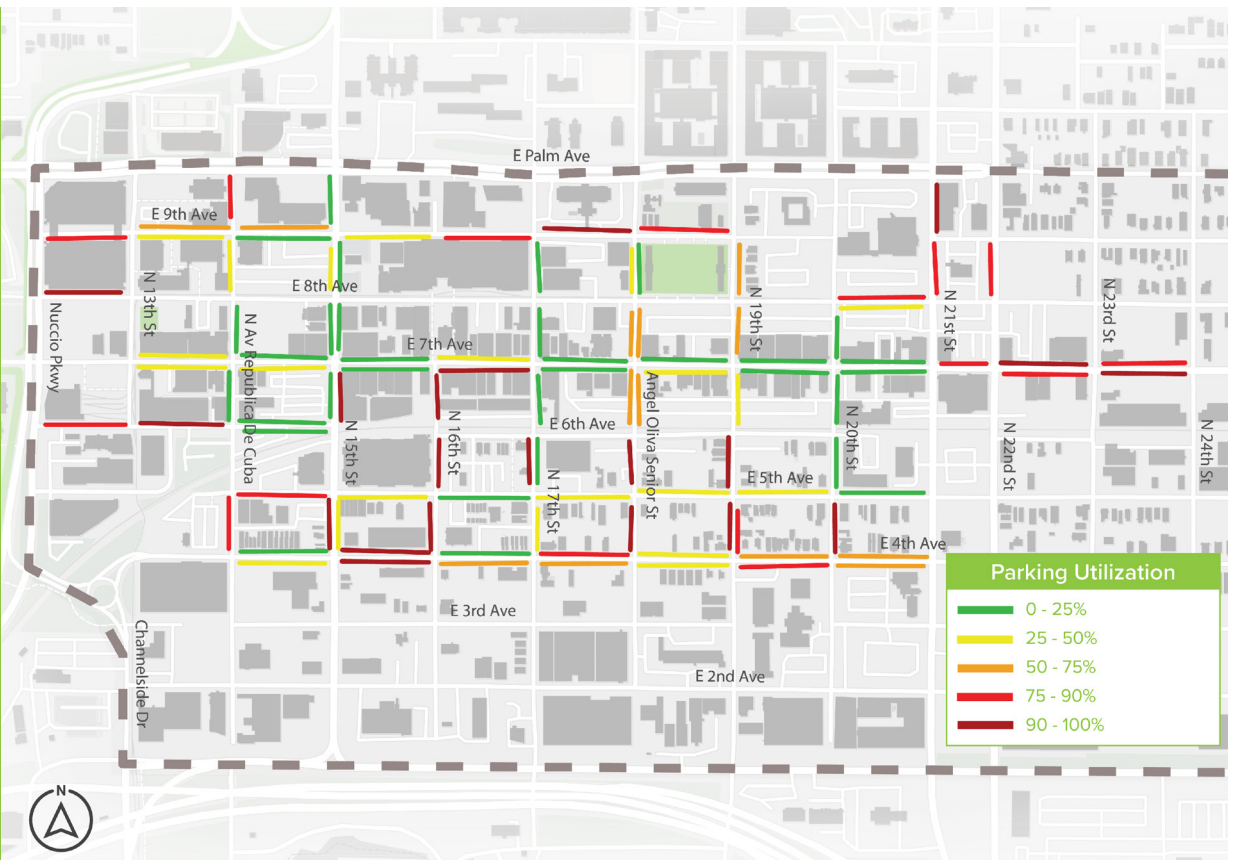 E Palm Ave
E 9th Ave
E 8th Ave
N 13th St
Nuccio Pkwy
N Av Republica De Cuba
E 7th Ave
N 19th St
N 21st St
N 23rd St
N 15th St
N 16th St
E 6th Ave
Angel Oliva Senior St
N 17th St
N 20th St
N 22nd St
N 24th St
E 5th Ave
E 4th Ave
E 3rd Ave
Channelside Dr
E 2nd Ave
Parking Utilization
0 - 25%
25 - 50%
50 - 75%
75 - 90%
90 - 100%
N